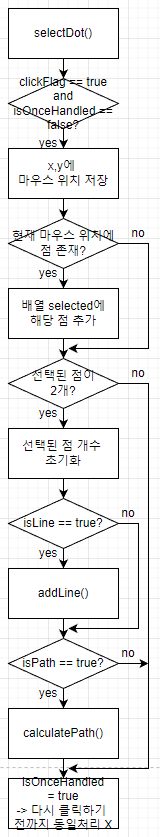 selectDot()
clickFlag == true
and
isOnceHandled ==
false?
yes
x,y에
마우스 위치 저장
현재 마우스 위치에
점 존재?
no
yes
배열 selected에
해당 점 추가
선택된 점이
2개?
no
yes
선택된 점 개수
초기화
isLine == true?
no
yes
addLine()
isPath == true?
no
yes
calculatePath()
isOnceHandled
= true
-> 다시 클릭하기
전까지 동일처리 X